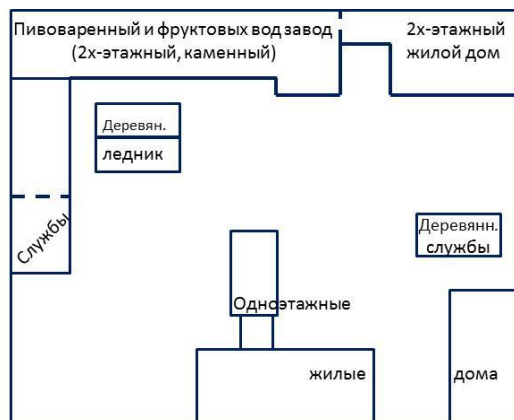 Пивоваренный и фруктовых вод завод
(2х-этажный, каменный)
2х-этажный
жилой дом
Деревян.
ледник
Службы
Деревянн.
службы
Одноэтажные
жилые
дома